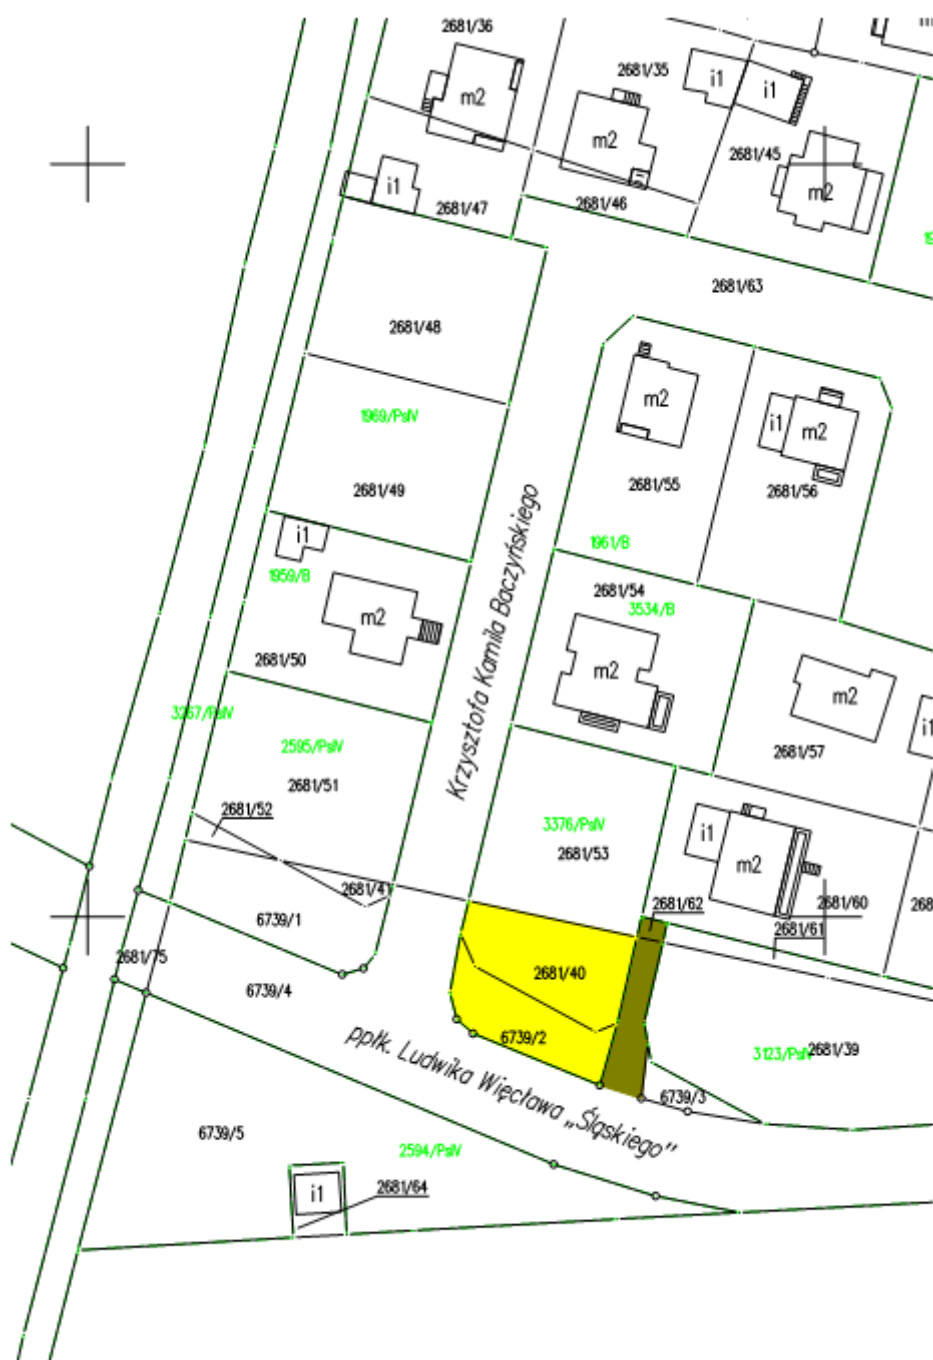 2681/36
m2
2681/35
i1
i1
m2
2681/45
m2
i1
2681/47
2681/46
2681/63
2681/48
1969/PsIV
m2
i1
m2
2681/49
2681/55
2681/56
i1
1959/B
1961/B
2681/54
3534/B
m2
Krzysztofa Kamila Baczyńskiego
2681/50
m2
m2
i1
3267/PsIV
2595/PsIV
2681/57
2681/51
2681/52
3376/PsIV
2681/53
i1
m2
2681/41
2681/62
2681/60
2681/61
6739/1
2681/75
2681/40
6739/4
6739/2
ppłk. Ludwika Więcława „Śląskiego"
3123/PsIV
2681/39
6739/3
6739/5
2594/PsIV
i1
2681/64